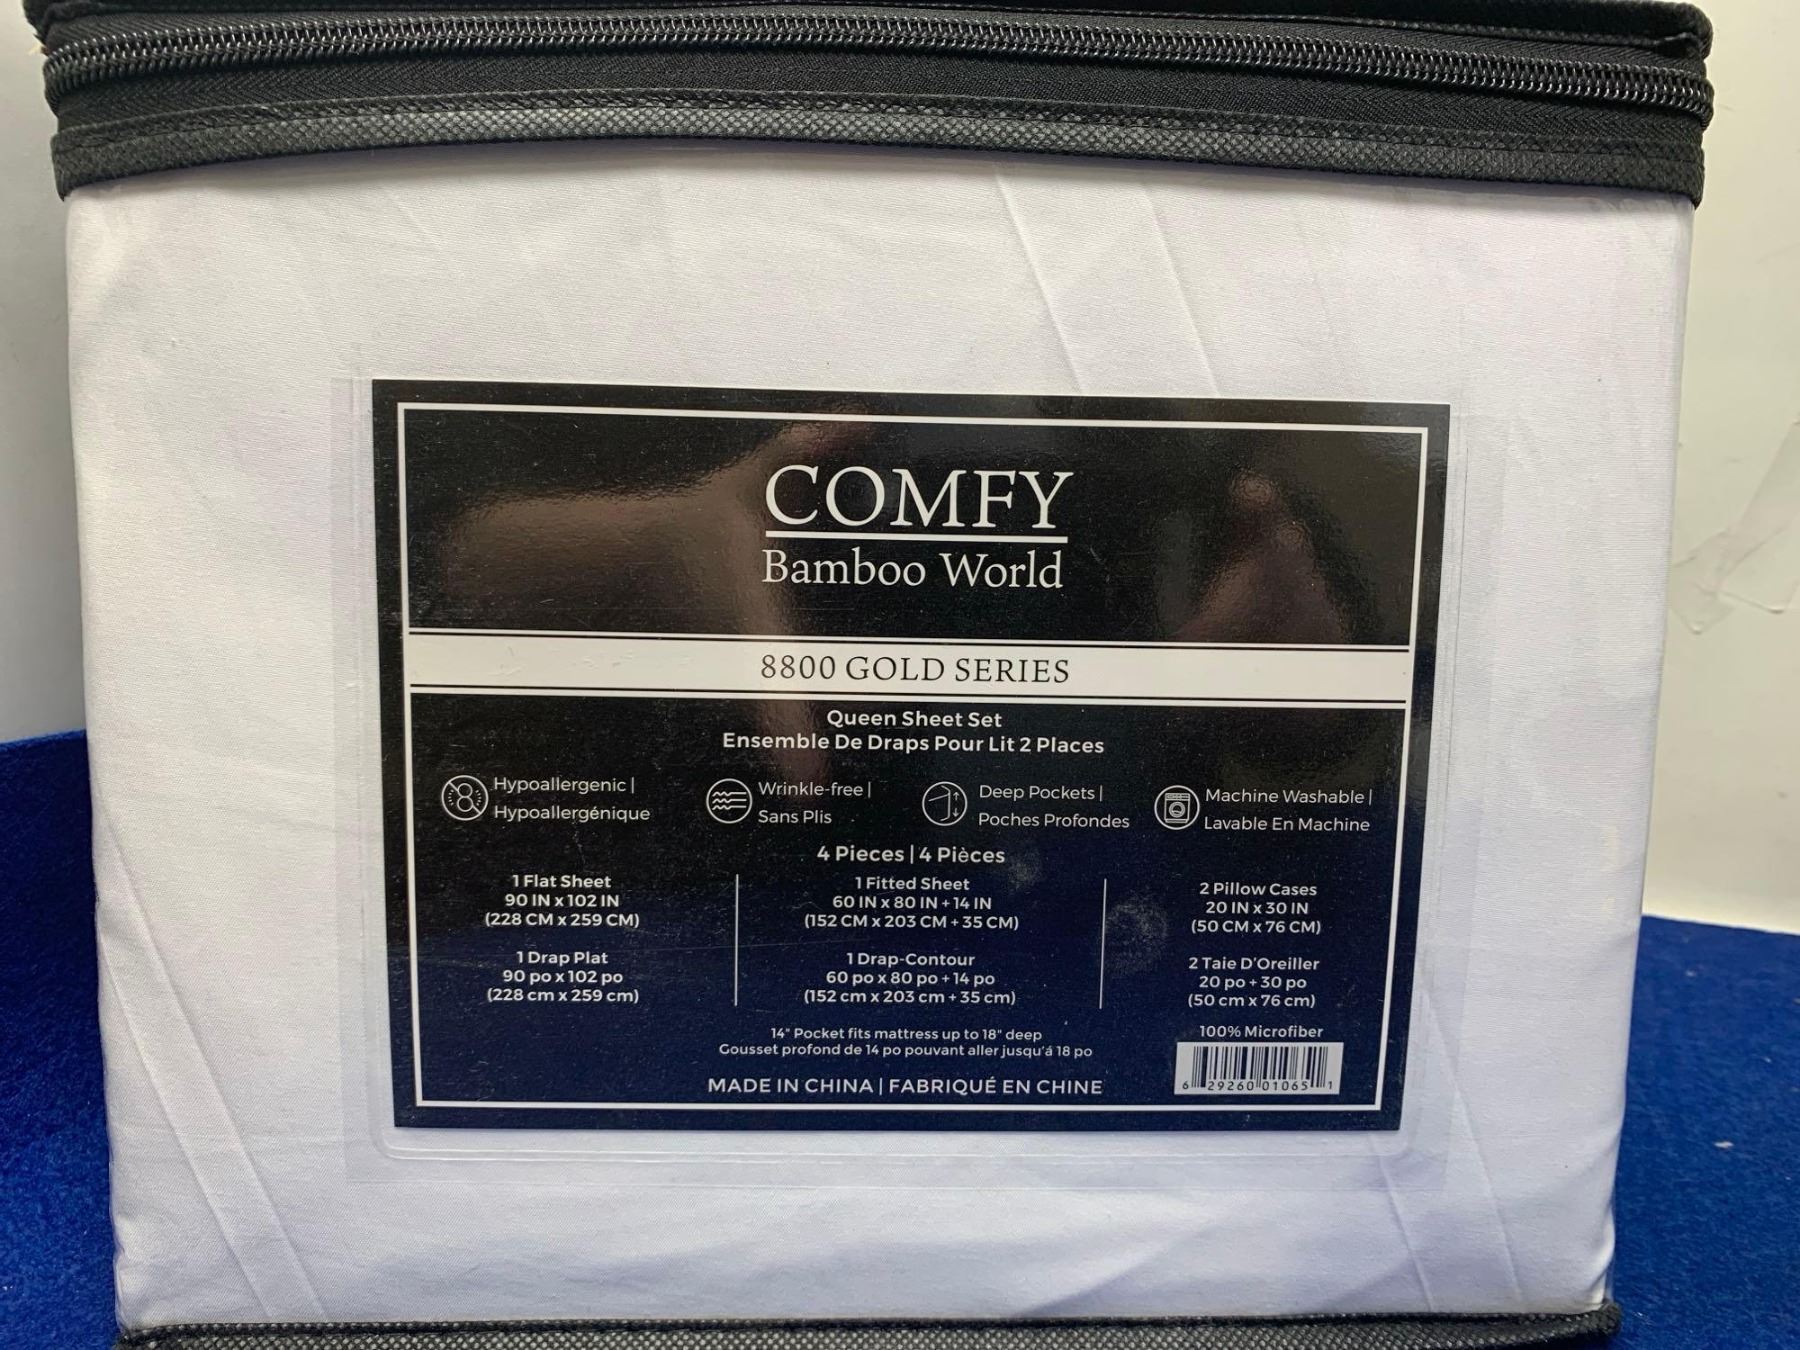 COMFY
Bamboo World
8800 GOLD SERIES
Queen Sheet Set
Ensemble De Draps Pour Lit 2 Places
Hypoallergenic |
Hypoallergénique
Wrinkle-free |
Sans Plis
Deep Pockets |
Poches Profondes
Machine Washable |
Lavable En Machine
4 Pieces | 4 Pièces
1 Flat Sheet
90 IN x 102 IN
(228 CM x 259 CM)
1 Drap Plat
90 po x 102 po
(228 cm x 259 cm)
1 Fitted Sheet
60 IN x 80 IN + 14 IN
(152 CM x 203 CM + 35 CM)
1 Drap-Contour
60 po x 80 po + 14 po
(152 cm x 203 cm + 35 cm)
2 Pillow Cases
20 IN x 30 IN
(50 CM x 76 CM)
2 Taie D'Oreiller
20 po + 30 po
(50 cm x 76 cm)
14" Pocket fits mattress up to 18" deep
Gousset profond de 14 po pouvant aller jusqu'á 18 po
MADE IN CHINA | FABRIQUÉ EN CHINE
100% Microfiber
6 29260 01065 1